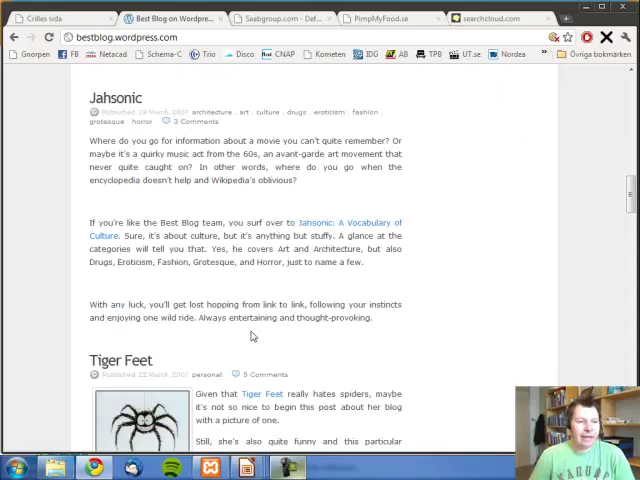 Crilles sida
Best Blog on Wordpr...
Saabgroup.com - Def...
PimpMyFood.se
searchcloud.com
bestblog.wordpress.com
FB
Netacad
Schema-C
Trio
Disco
CNAP
Kometen
IDG
AB
TV
UT.se
Nordea
»
Övriga bokmärken
Jahsonic
Published 28 March, 2007 architecture . art . culture . drugs . eroticism . fashion .
grotesque . horror 3 Comments
Where do you go for information about a movie you can't quite remember? Or
maybe it's a quirky music act from the 60s, an avant-garde art movement that
never quite caught on? In other words, where do you go when the
encyclopedia doesn't help and Wikipedia's oblivious?
If you're like the Best Blog team, you surf over to Jahsonic: A Vocabulary of
Culture. Sure, it's about culture, but it's anything but stuffy. A glance at the
categories will tell you that. Yes, he covers Art and Architecture, but also
Drugs, Eroticism, Fashion, Grotesque, and Horror, just to name a few.
With any luck, you'll get lost hopping from link to link, following your instincts
and enjoying one wild ride. Always entertaining and thought-provoking.
Tiger Feet
Published 22 March, 2007 personal 5 Comments
Given that Tiger Feet really hates spiders, maybe
it's not so nice to begin this post about her blog
with a picture of one.
Still, she's also quite funny and this particular